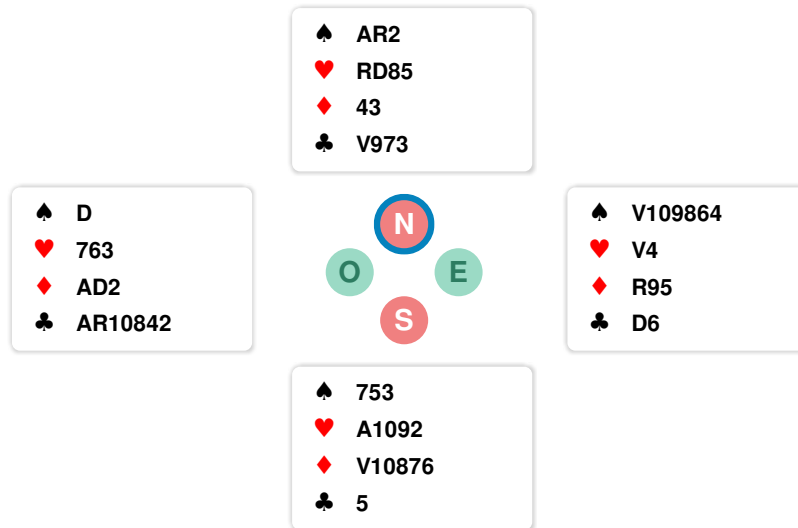 ♠ AR2
♥ RD85
♦ 43
♣ V973
♠ D
♥ 763
♦ AD2
♣ AR10842
N
O E
S
♠ V109864
♥ V4
♦ R95
♣ D6
♠ 753
♥ A1092
♦ V10876
♣ 5